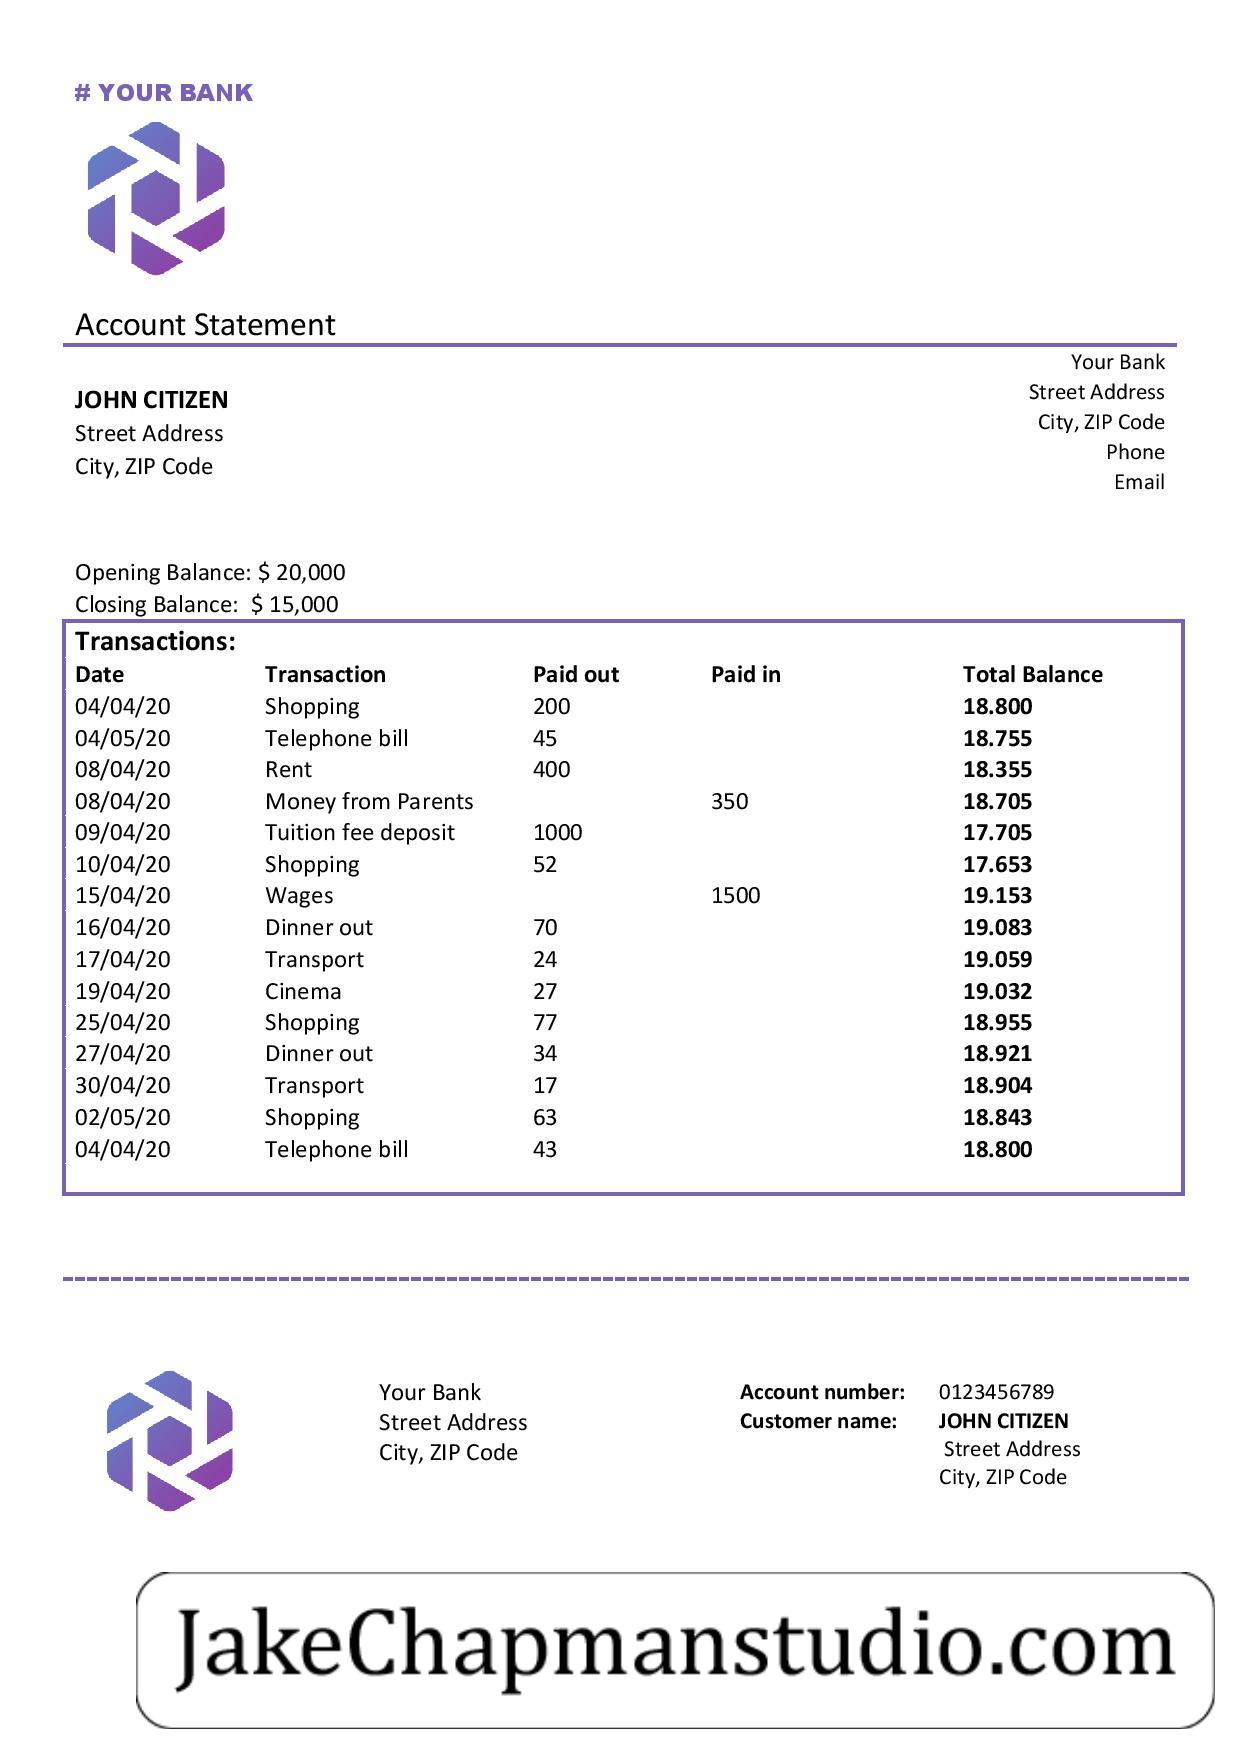 # YOUR BANK
Account Statement
Your Bank
Street Address
City, ZIP Code
Phone
Email
JOHN CITIZEN
Street Address
City, ZIP Code
Opening Balance: $ 20,000
Closing Balance: $ 15,000
Transactions:
Date Transaction Paid out Paid in Total Balance
04/04/20 Shopping 200 18.800
04/05/20 Telephone bill 45 18.755
08/04/20 Rent 400 18.355
08/04/20 Money from Parents 350 18.705
09/04/20 Tuition fee deposit 1000 17.705
10/04/20 Shopping 52 17.653
15/04/20 Wages 1500 19.153
16/04/20 Dinner out 70 19.083
17/04/20 Transport 24 19.059
19/04/20 Cinema 27 19.032
25/04/20 Shopping 77 18.955
27/04/20 Dinner out 34 18.921
30/04/20 Transport 17 18.904
02/05/20 Shopping 63 18.843
04/04/20 Telephone bill 43 18.800
Your Bank
Street Address
City, ZIP Code
Account number: 0123456789
Customer name: JOHN CITIZEN
Street Address
City, ZIP Code
JakeChapmanstudio.com